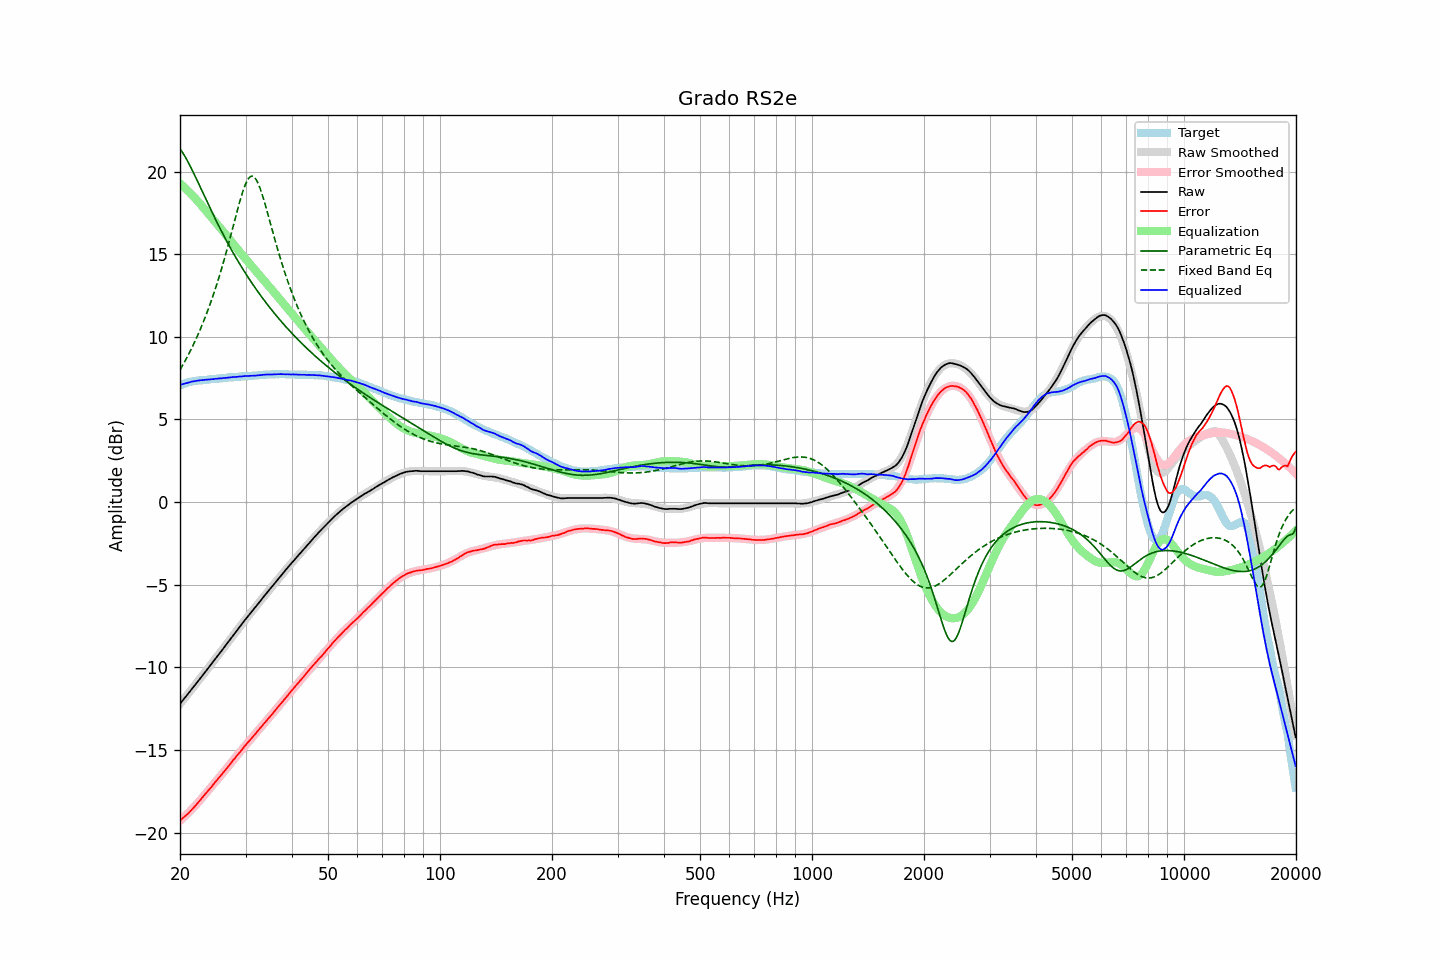 Grado RS2e
Target
Raw Smoothed
Error Smoothed
Raw
Error
Equalization
Parametric Eq
Fixed Band Eq
Equalized
Amplitude (dBr)
20
15
10
5
0
−5
−10
−15
−20
20 50 100 200 500 1000 2000 5000 10000 20000
Frequency (Hz)